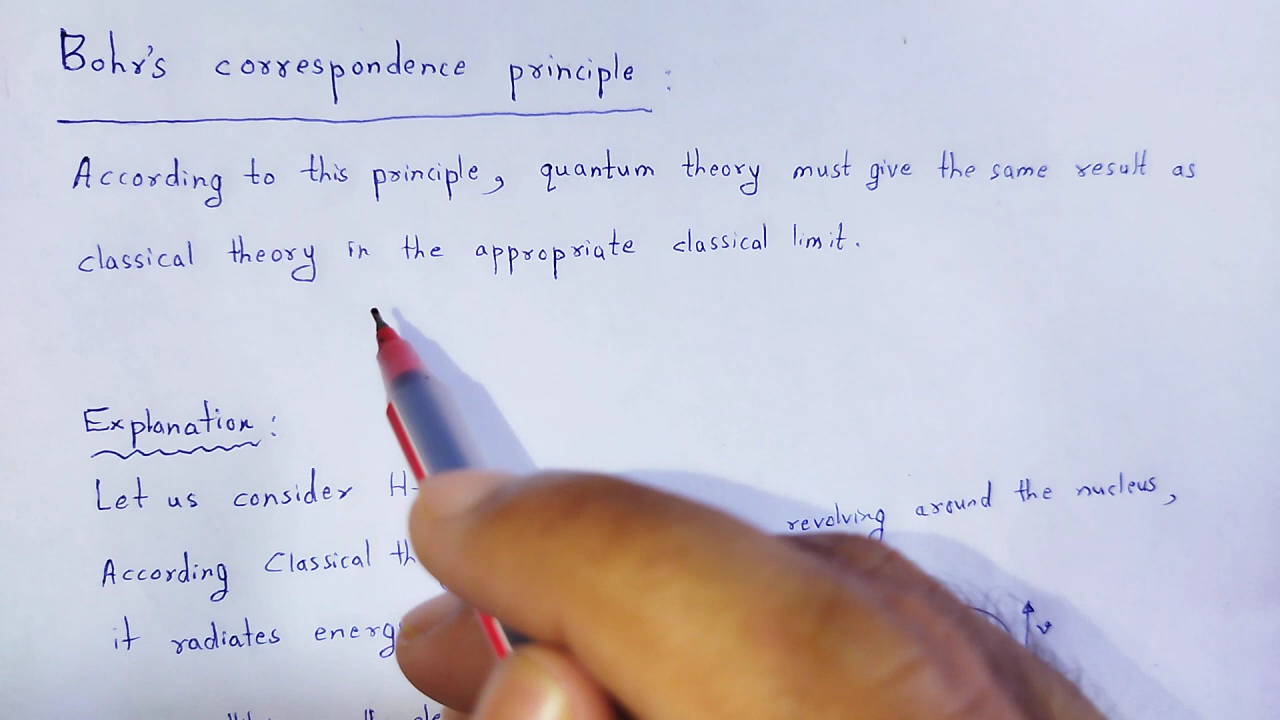 Bohr's correspondence principle :
According to this principle, quantum theory must give the same result as
classical theory in the appropriate classical limit.
Explanation :
Let us consider H- revolving around the nucleus,
According Classical th
it radiates energ
v